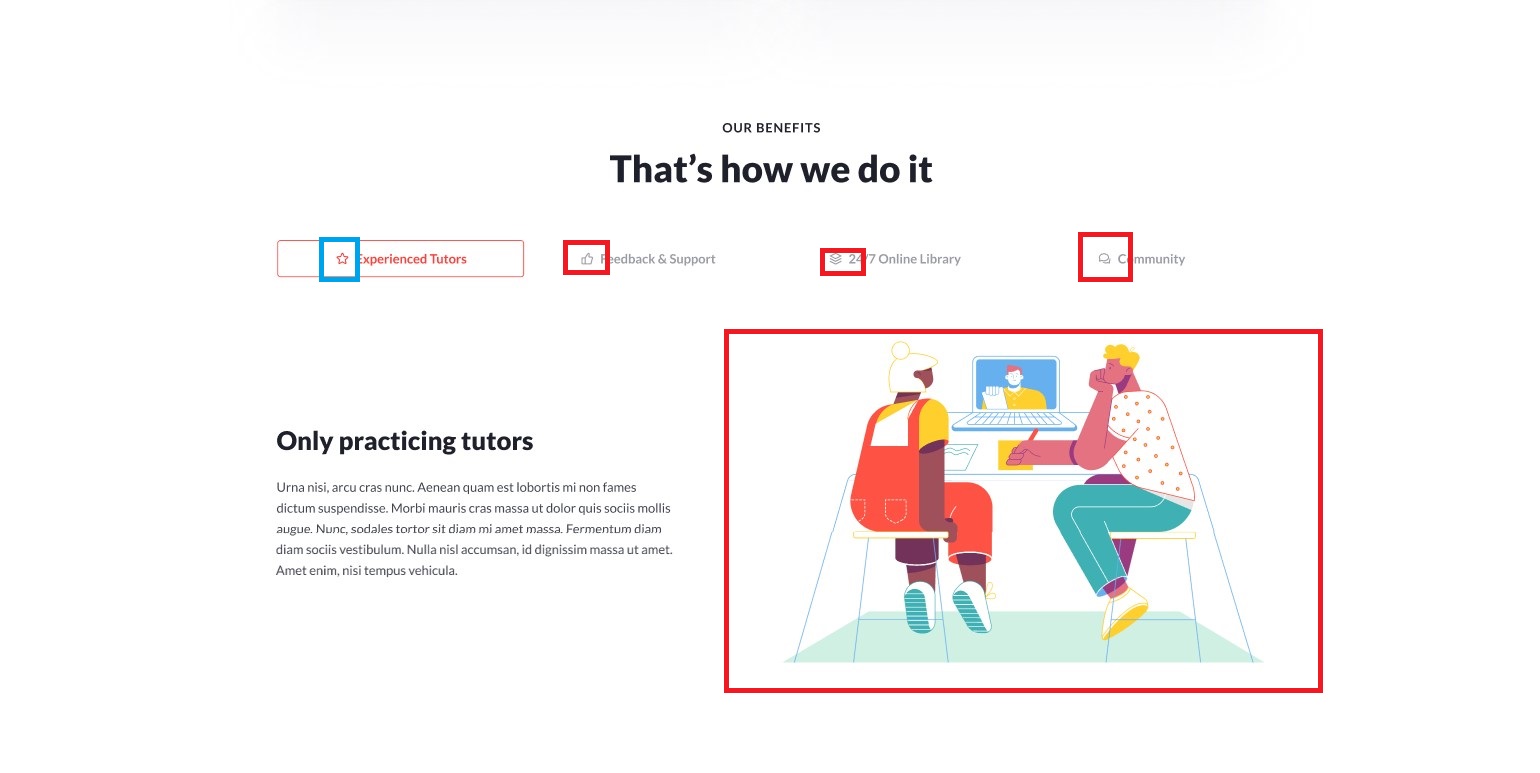 OUR BENEFITS
That’s how we do it
Experienced Tutors
Feedback & Support
24/7 Online Library
Community
Only practicing tutors
Urna nisi, arcu cras nunc. Aenean quam est lobortis mi non fames
dictum suspendisse. Morbi mauris cras massa ut dolor quis sociis mollis
augue. Nunc, sodales tortor sit diam mi amet massa. Fermentum diam
diam sociis vestibulum. Nulla nisl accumsan, id dignissim massa ut amet.
Amet enim, nisi tempus vehicula.